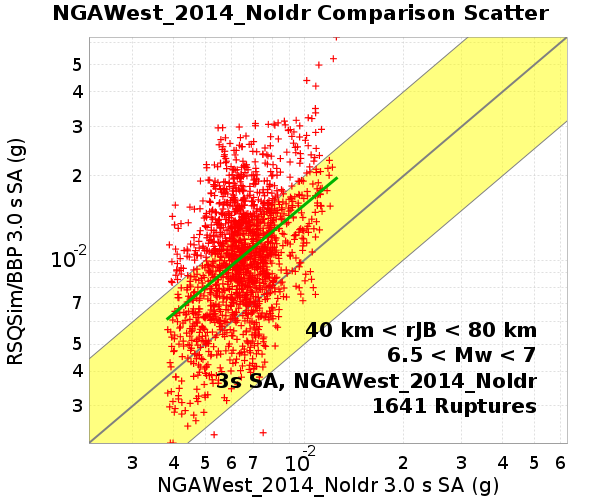 NGAWest_2014_NoIdr Comparison Scatter
5
4
3
2
10-2
7
5
4
3
RSQSim/BBP 3.0 s SA (g)
40 km < rJB < 80 km
6.5 < Mw < 7
3s SA, NGAWest_2014_NoIdr
1641 Ruptures
3 4 5 6 7 10-2 2 3 4 5 6
NGAWest_2014_NoIdr 3.0 s SA (g)